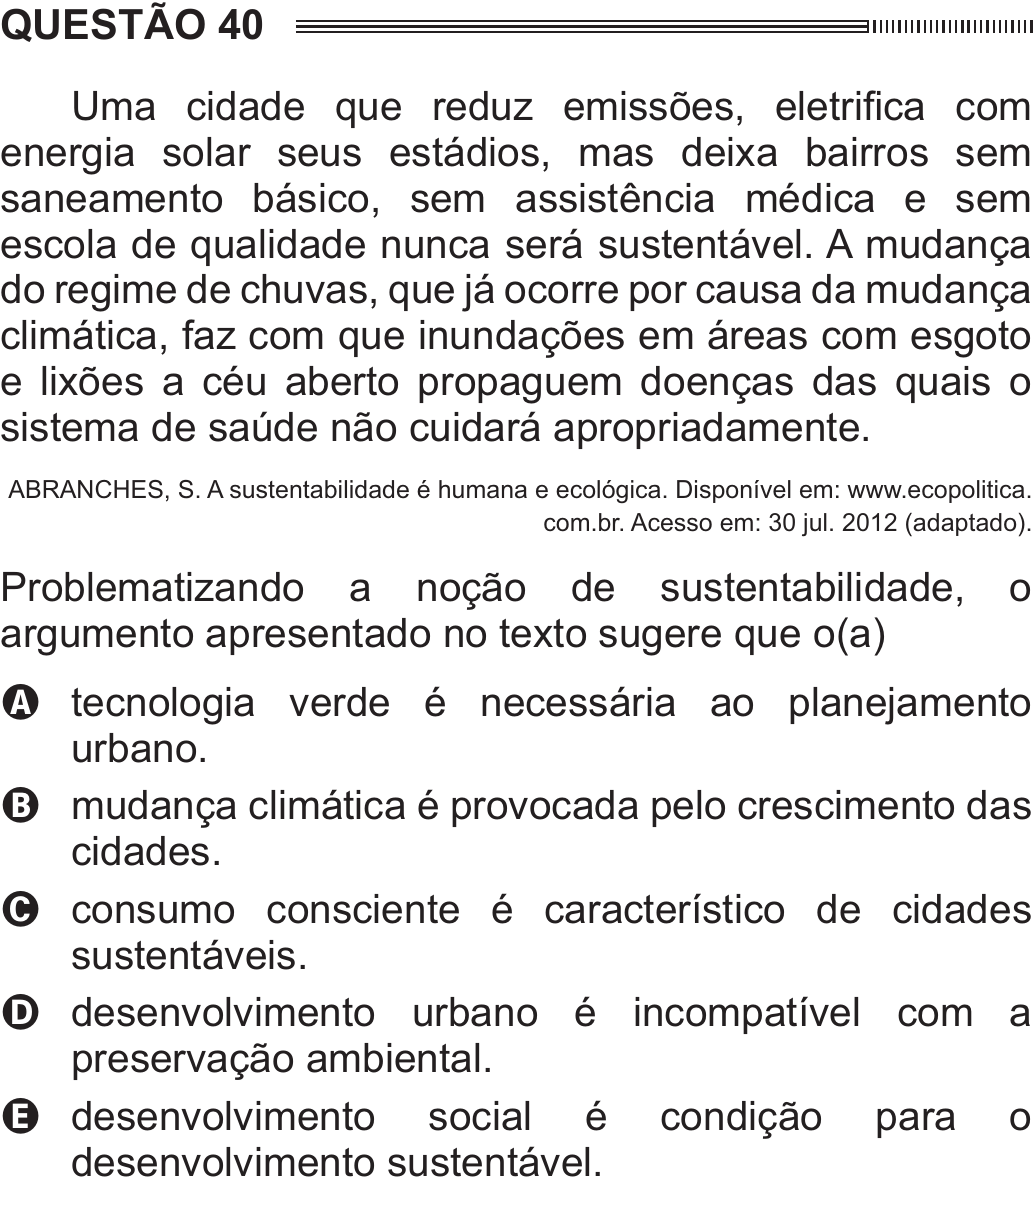 QUESTÃO 40
Uma cidade que reduz emissões, eletrifica com
energia solar seus estádios, mas deixa bairros sem
saneamento básico, sem assistência médica e sem
escola de qualidade nunca será sustentável. A mudança
do regime de chuvas, que já ocorre por causa da mudança
climática, faz com que inundações em áreas com esgoto
e lixões a céu aberto propaguem doenças das quais o
sistema de saúde não cuidará apropriadamente.
ABRANCHES, S. A sustentabilidade é humana e ecológica. Disponível em: www.ecopolitica.
com.br. Acesso em: 30 jul. 2012 (adaptado).
Problematizando a noção de sustentabilidade, o
argumento apresentado no texto sugere que o(a)
A tecnologia verde é necessária ao planejamento
urbano.
B mudança climática é provocada pelo crescimento das
cidades.
C consumo consciente é característico de cidades
sustentáveis.
D desenvolvimento urbano é incompatível com a
preservação ambiental.
E desenvolvimento social é condição para o
desenvolvimento sustentável.